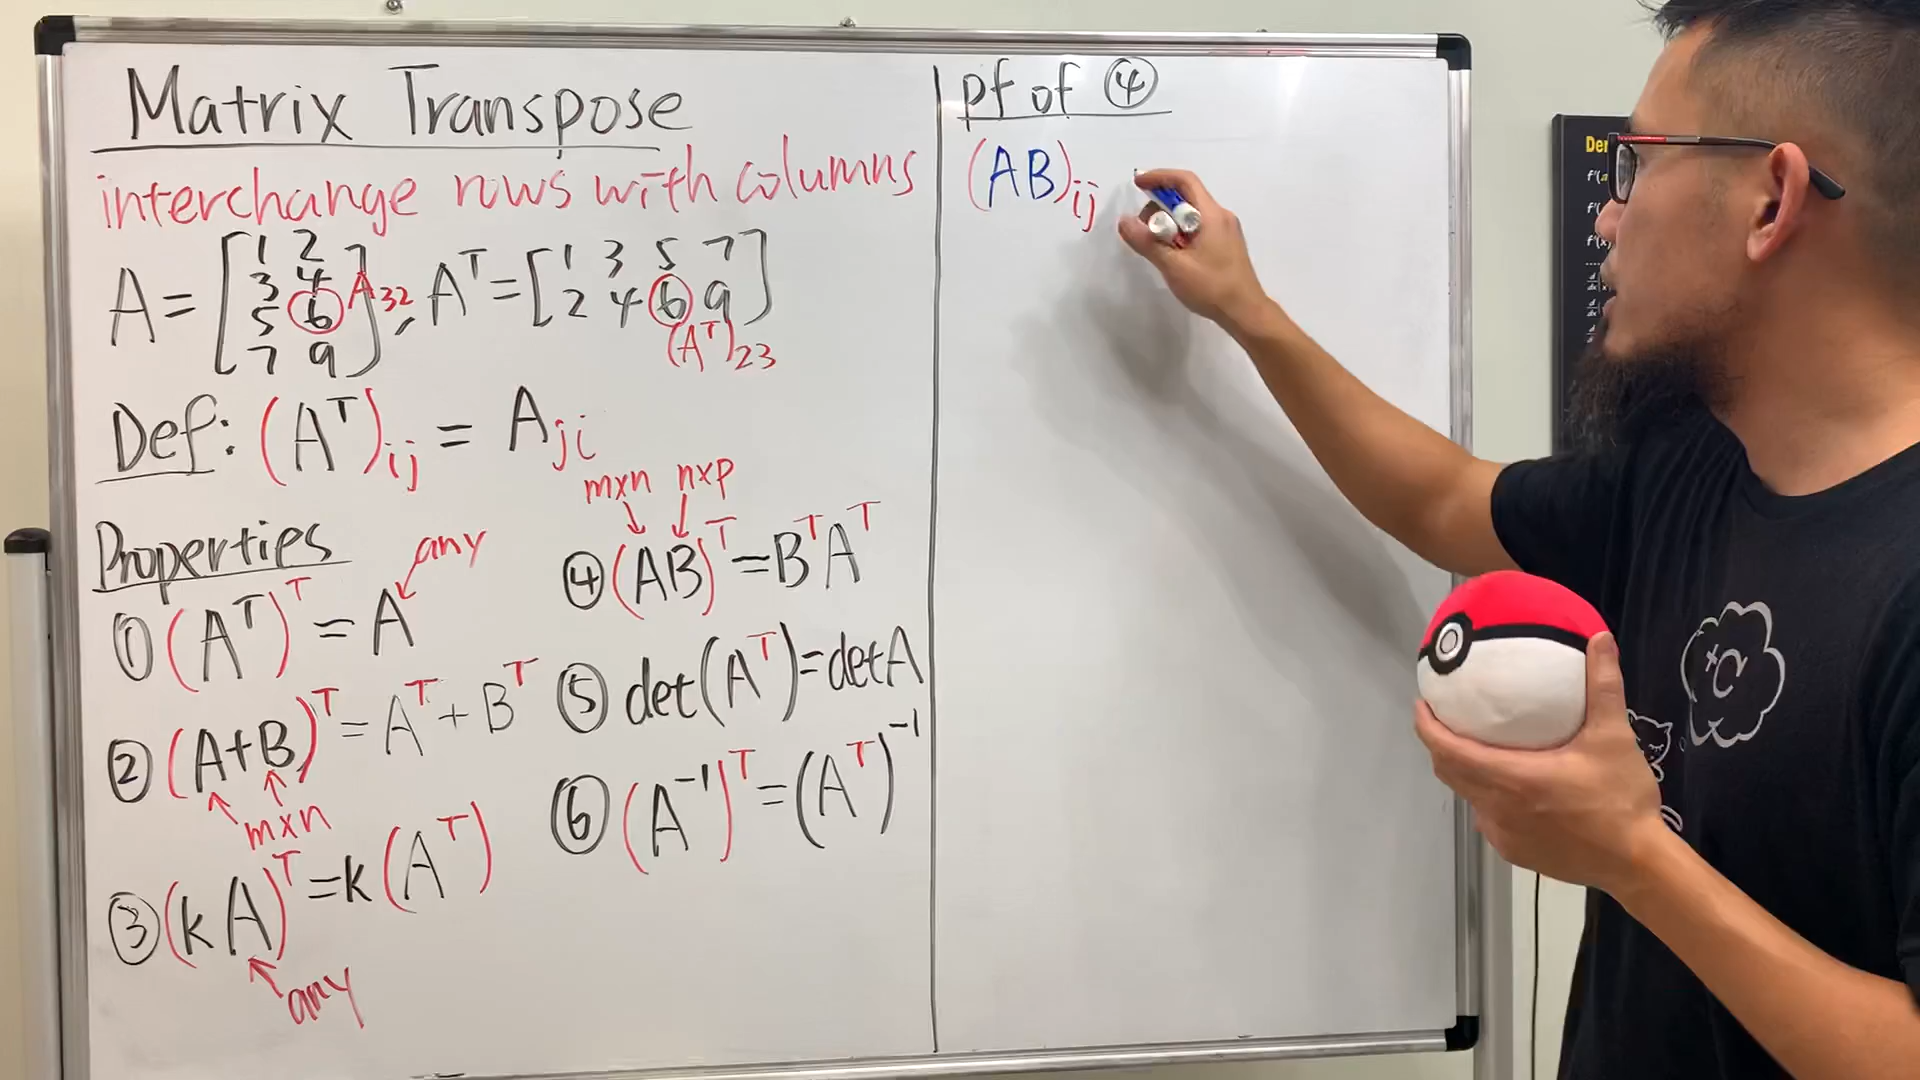 Matrix Transpose
interchange rows with columns
A = [1 2
3 4
5 6
7 9], Aᵀ = [1 3 5 7
2 4 6 9]
A₃₂
(Aᵀ)₂₃
Def: (Aᵀ)ij = Aji
Properties
① (Aᵀ)ᵀ = A
any
② (A+B)ᵀ = Aᵀ + Bᵀ
mxn
③ (kA)ᵀ = k(Aᵀ)
any
mxn nxp
④ (AB)ᵀ = BᵀAᵀ
⑤ det(Aᵀ) = detA
⑥ (A⁻¹)ᵀ = (Aᵀ)⁻¹
pf of ④
(AB)ij
+C